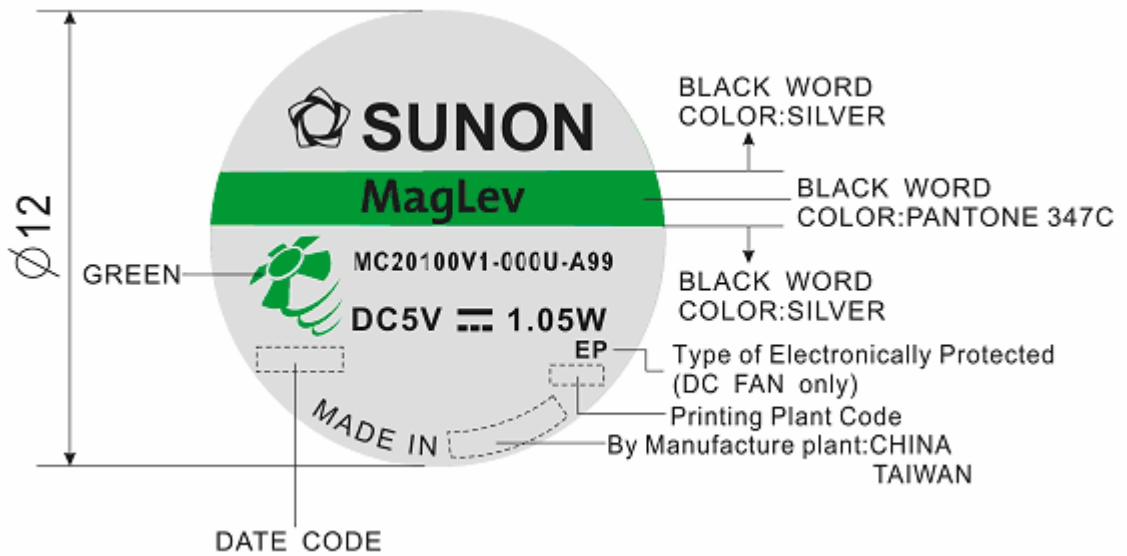 SUNON
MagLev
MC20100V1-000U-A99
DC5V ⎓ 1.05W
EP
MADE IN
Ø12
GREEN
DATE CODE
BLACK WORD
COLOR:SILVER
BLACK WORD
COLOR:PANTONE 347C
BLACK WORD
COLOR:SILVER
Type of Electronically Protected
(DC FAN only)
Printing Plant Code
By Manufacture plant:CHINA
TAIWAN